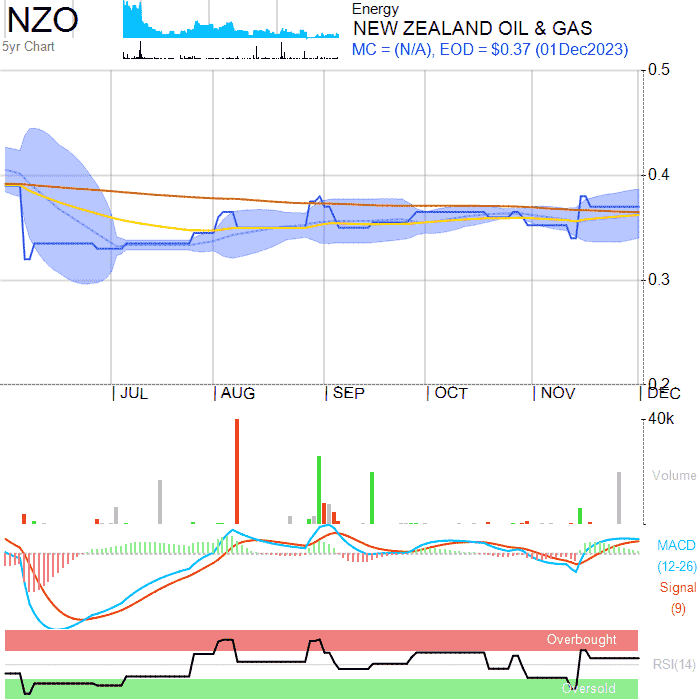 NZO
5yr Chart
Energy
NEW ZEALAND OIL & GAS
MC = (N/A), EOD = $0.37 (01Dec2023)
0.5
0.4
0.3
0.2
JUL
AUG
SEP
OCT
NOV
DEC
40k
Volume
MACD
(12-26)
Signal
(9)
Overbought
RSI(14)
Oversold